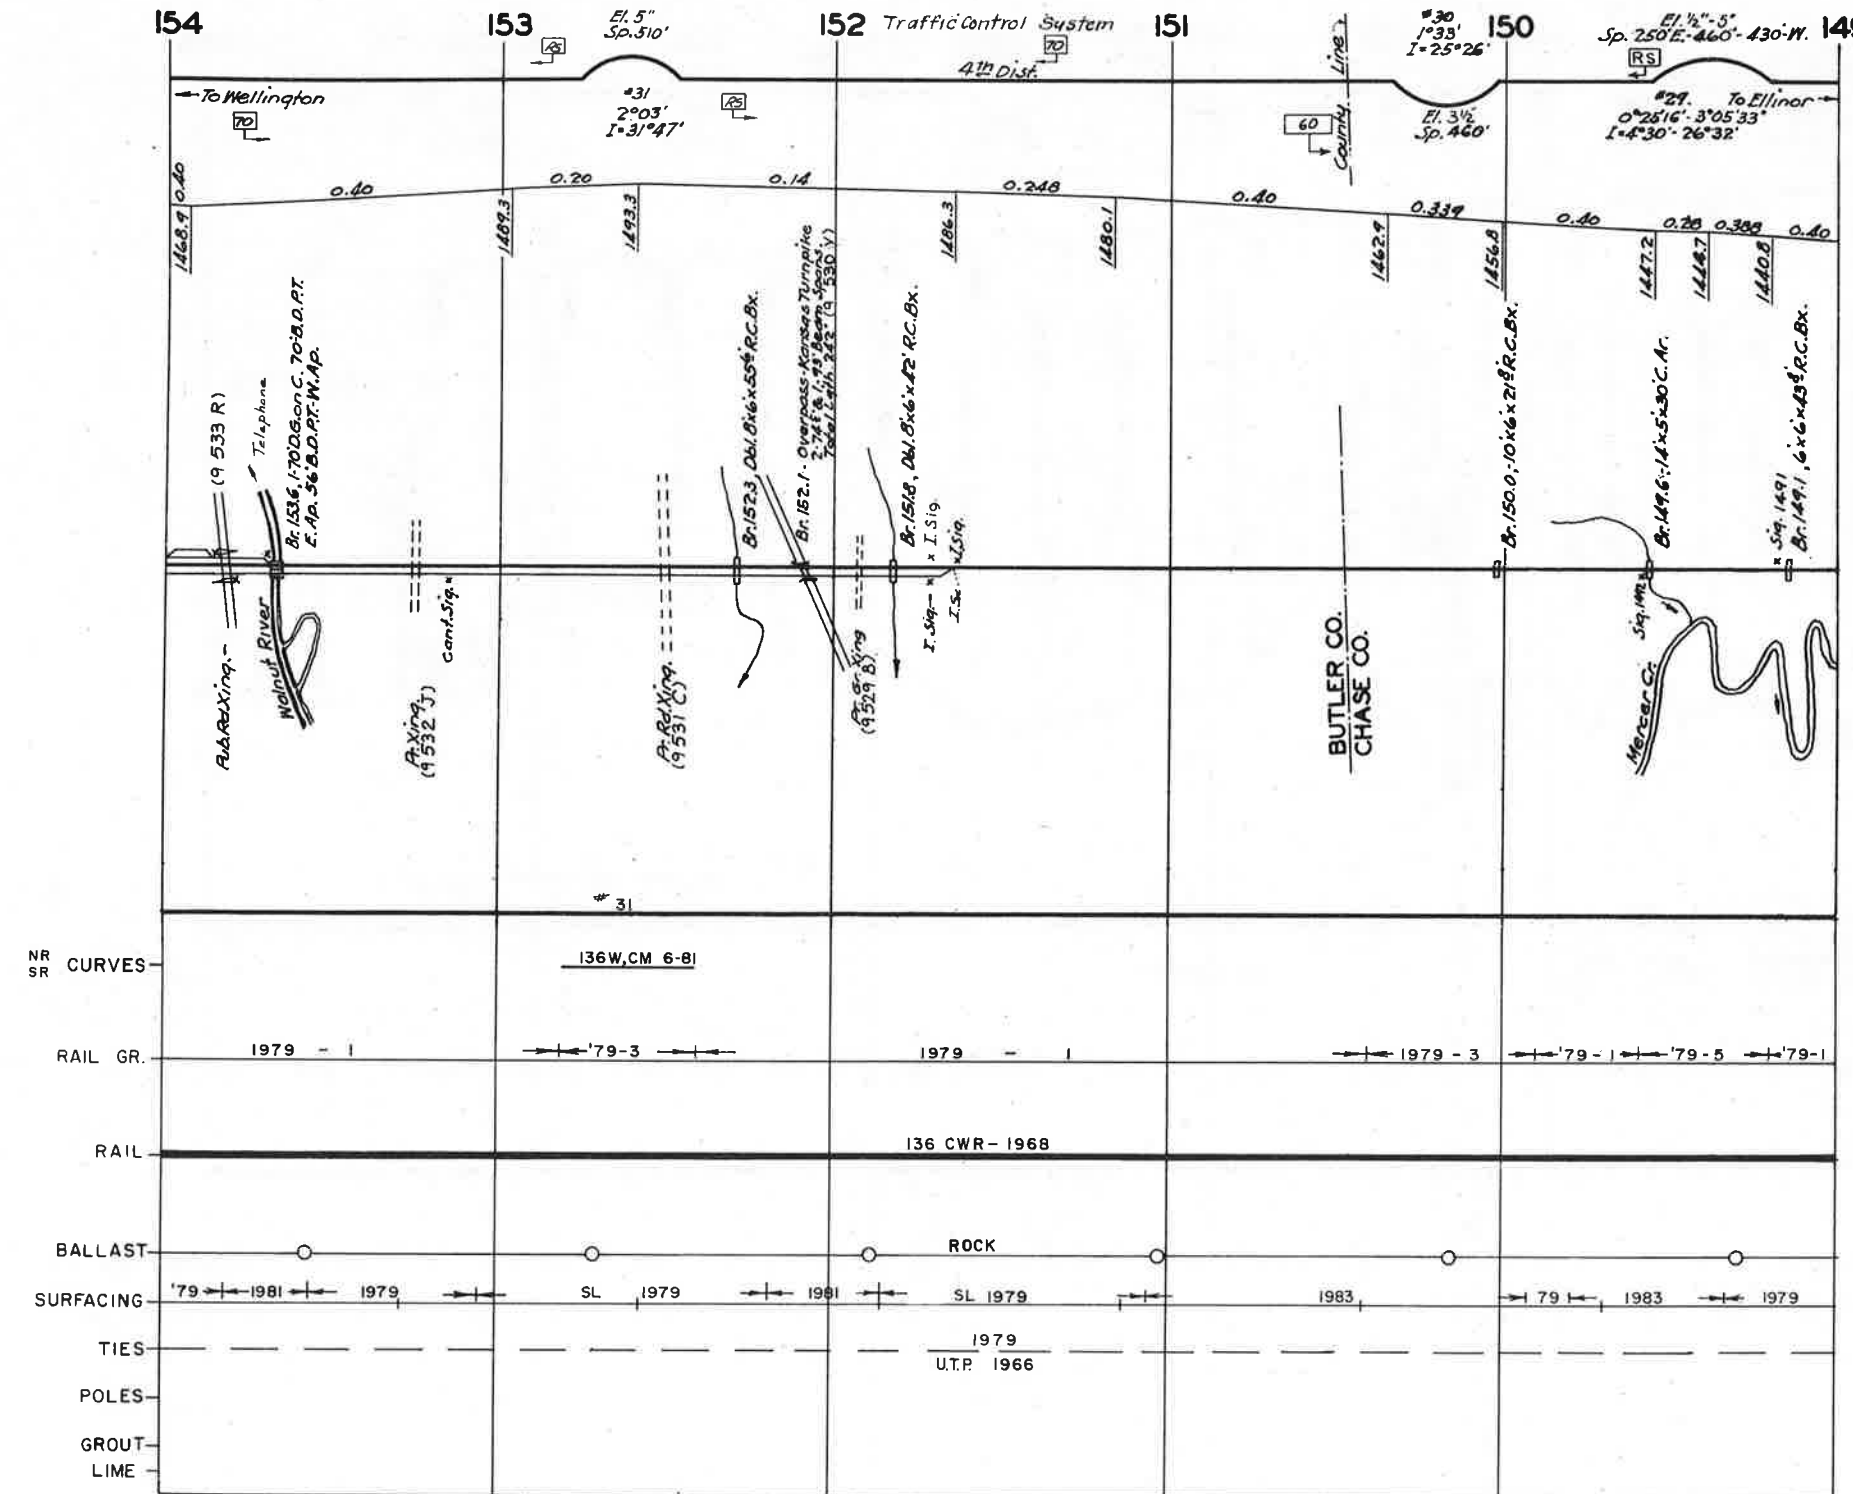 154
153
El. 5"
Sp. 510'
152
Traffic Control System
151
#30
1°33'
I=25°26'
150
El. ½"-5"
Sp. 250'E.-460'-430'-W.
RS
70
4th Dist.
County Line
RS
← To Wellington
70
#31
2°03'
I=31°47'
RS
60
El. 3½"
Sp. 460'
#29.
To Ellinor →
0°25'16"-3°05'33"
I=4°30'-26°32'
0.40
0.40
0.20
0.14
0.248
0.40
0.339
0.40
0.28
0.388
0.40
1468.9
1489.3
1493.3
1486.3
1480.1
1462.9
1456.8
1447.2
1444.7
1440.8
(9 533 R)
Telephone
Br. 153.6, 1-70'D.G. on C. 70'-B.D.P.T.
E. Ap. 56'B.D.P.T.-W. Ap.
Br. 152.3, Dbl. 8'x6'x55' R.C.Bx.
Br. 152.1 - Overpass-Kansas Turnpike
Br. 151.8, Dbl. 8'x6'x42' R.C.Bx.
x I. Sig.
x I. Sig.
Br. 150.0,-10'x6'x21' R.C.Bx.
Br. 149.6,-14'x5'x30' C. Ar.
x Sig. 1491
Br. 149.1, 6'x6'x43' R.C.Bx.
Pub. Rd. Xing.-
Walnut River
Pr. Xing.
(9 532 J)
Cant. Sig. x
Pr. Rd. Xing.
(9 531 C)
Pr. Gr. Xing
(9 529 B)
I. Sig.- x
BUTLER CO.
CHASE CO.
Sig. 1492
Mercer Cr.
# 31
NR
SR CURVES
136W, CM 6-81
RAIL GR.
1979 - 1
'79-3
1979 - 1
1979 - 3
'79 - 1
'79 - 5
'79-1
RAIL
136 CWR - 1968
BALLAST
ROCK
SURFACING
'79
1981
1979
SL 1979
1981
SL 1979
1983
79
1983
1979
TIES
1979
U.T.P. 1966
POLES
GROUT
LIME